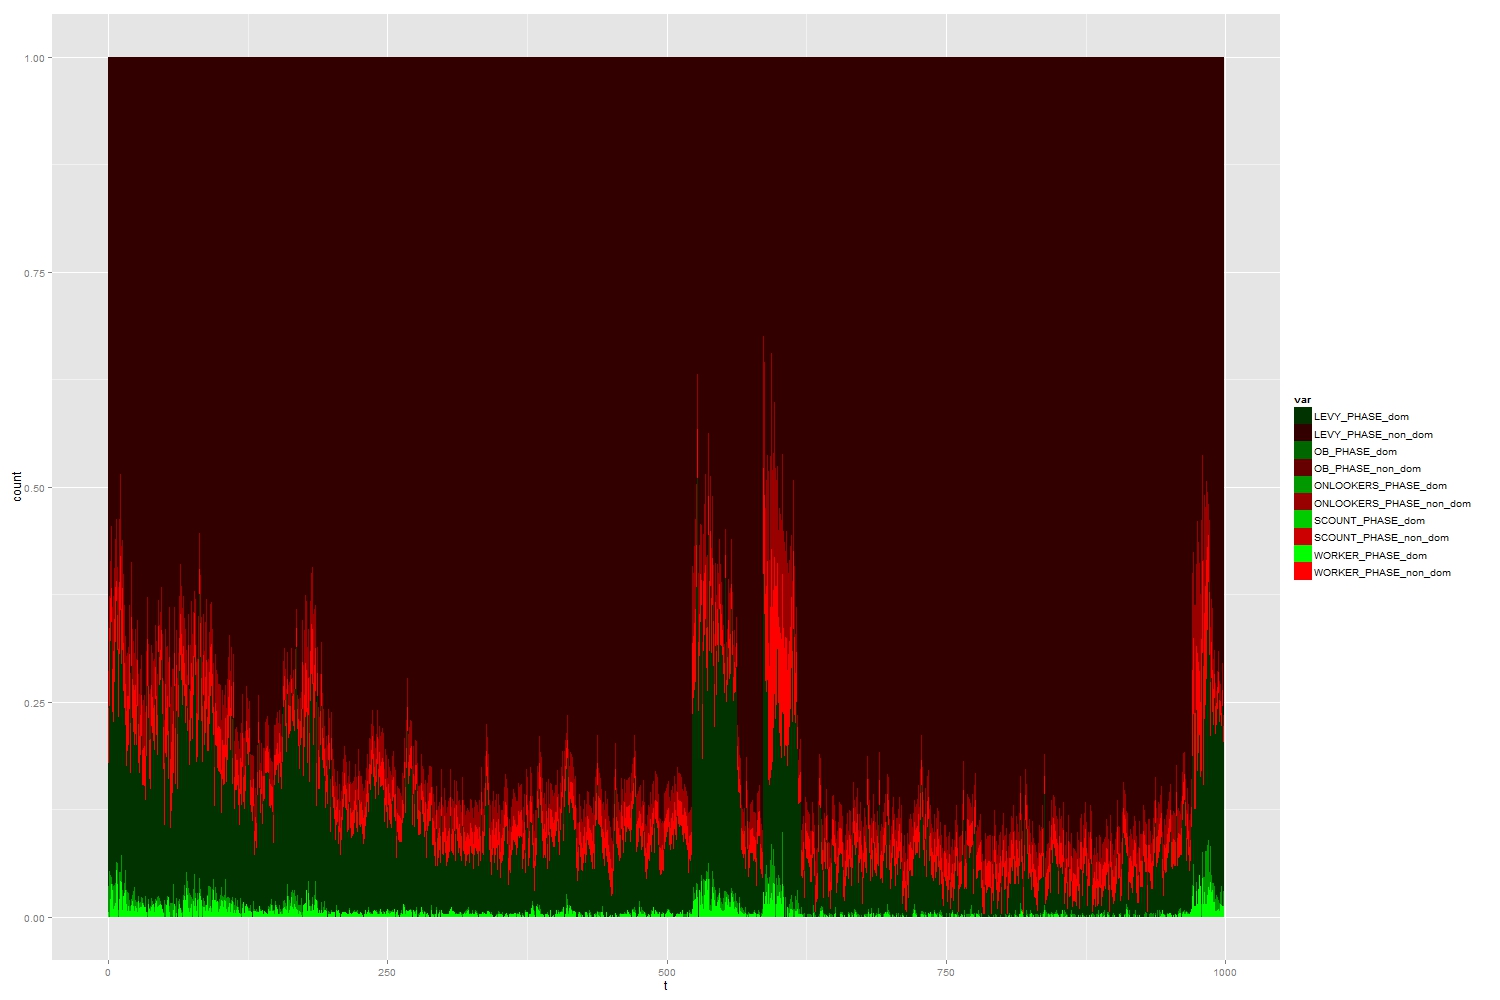 1.00
0.75
0.50
0.25
0.00
count
0
250
500
750
1000
t
var
LEVY_PHASE_dom
LEVY_PHASE_non_dom
OB_PHASE_dom
OB_PHASE_non_dom
ONLOOKERS_PHASE_dom
ONLOOKERS_PHASE_non_dom
SCOUNT_PHASE_dom
SCOUNT_PHASE_non_dom
WORKER_PHASE_dom
WORKER_PHASE_non_dom